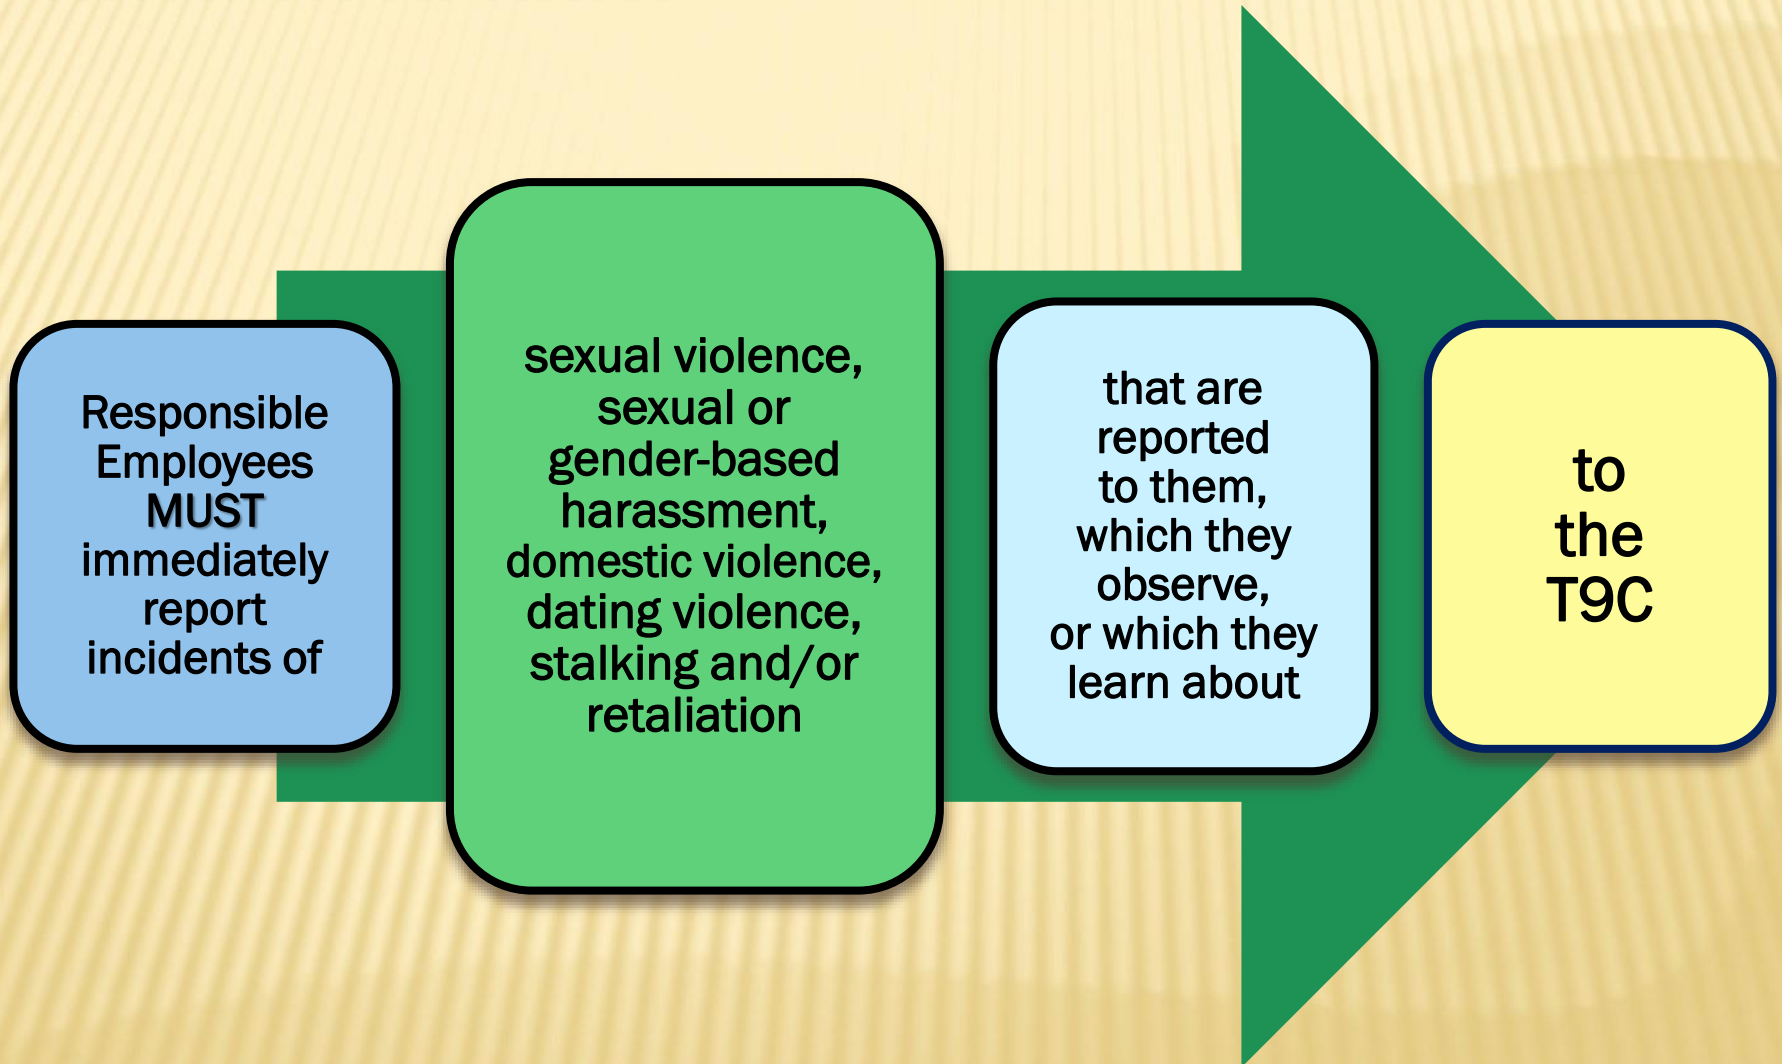 Responsible
Employees
MUST
immediately
report
incidents of
sexual violence,
sexual or
gender-based
harassment,
domestic violence,
dating violence,
stalking and/or
retaliation
that are
reported
to them,
which they
observe,
or which they
learn about
to
the
T9C